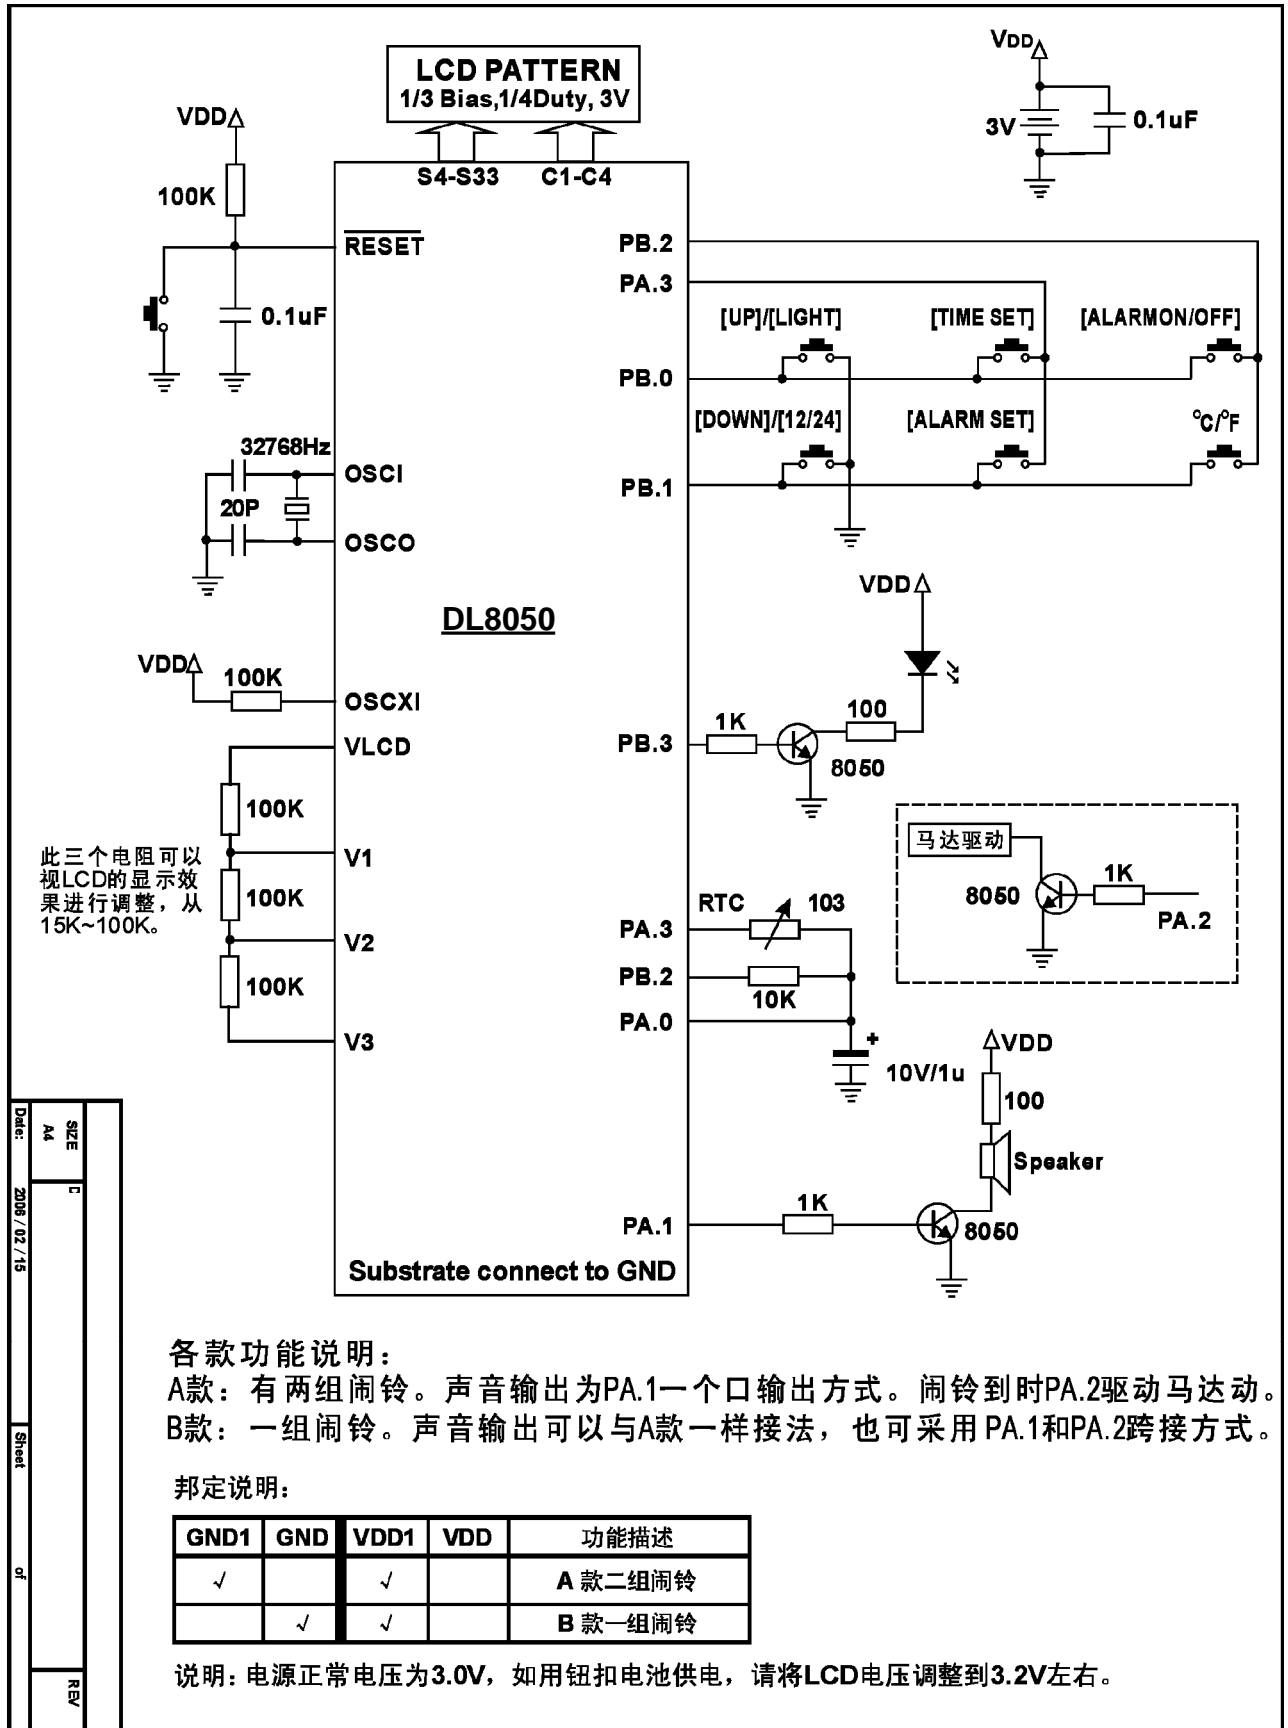 VDD
LCD PATTERN
1/3 Bias,1/4Duty, 3V
3V
0.1uF
VDD
100K
S4-S33
C1-C4
RESET
0.1uF
PB.2
PA.3
[UP]/[LIGHT]
[TIME SET]
[ALARMON/OFF]
PB.0
[DOWN]/[12/24]
[ALARM SET]
°C/°F
PB.1
32768Hz
OSCI
20P
OSCO
DL8050
VDD
VDD
100K
OSCXI
VLCD
PB.3
1K
100
8050
100K
V1
100K
V2
100K
V3
此三个电阻可以
视LCD的显示效
果进行调整，从
15K~100K。
马达驱动
8050
1K
PA.2
PA.3
RTC
103
PB.2
10K
PA.0
+
10V/1u
VDD
100
Speaker
PA.1
1K
8050
Substrate connect to GND
各款功能说明：
A款：有两组闹铃。声音输出为PA.1一个口输出方式。闹铃到时PA.2驱动马达动。
B款：一组闹铃。声音输出可以与A款一样接法，也可采用PA.1和PA.2跨接方式。
邦定说明：
GND1 GND VDD1 VDD 功能描述
√ √ A 款二组闹铃
√ √ B 款一组闹铃
说明：电源正常电压为3.0V，如用钮扣电池供电，请将LCD电压调整到3.2V左右。
SIZE
A4
REV
Date: 2006 / 02 / 15
Sheet of